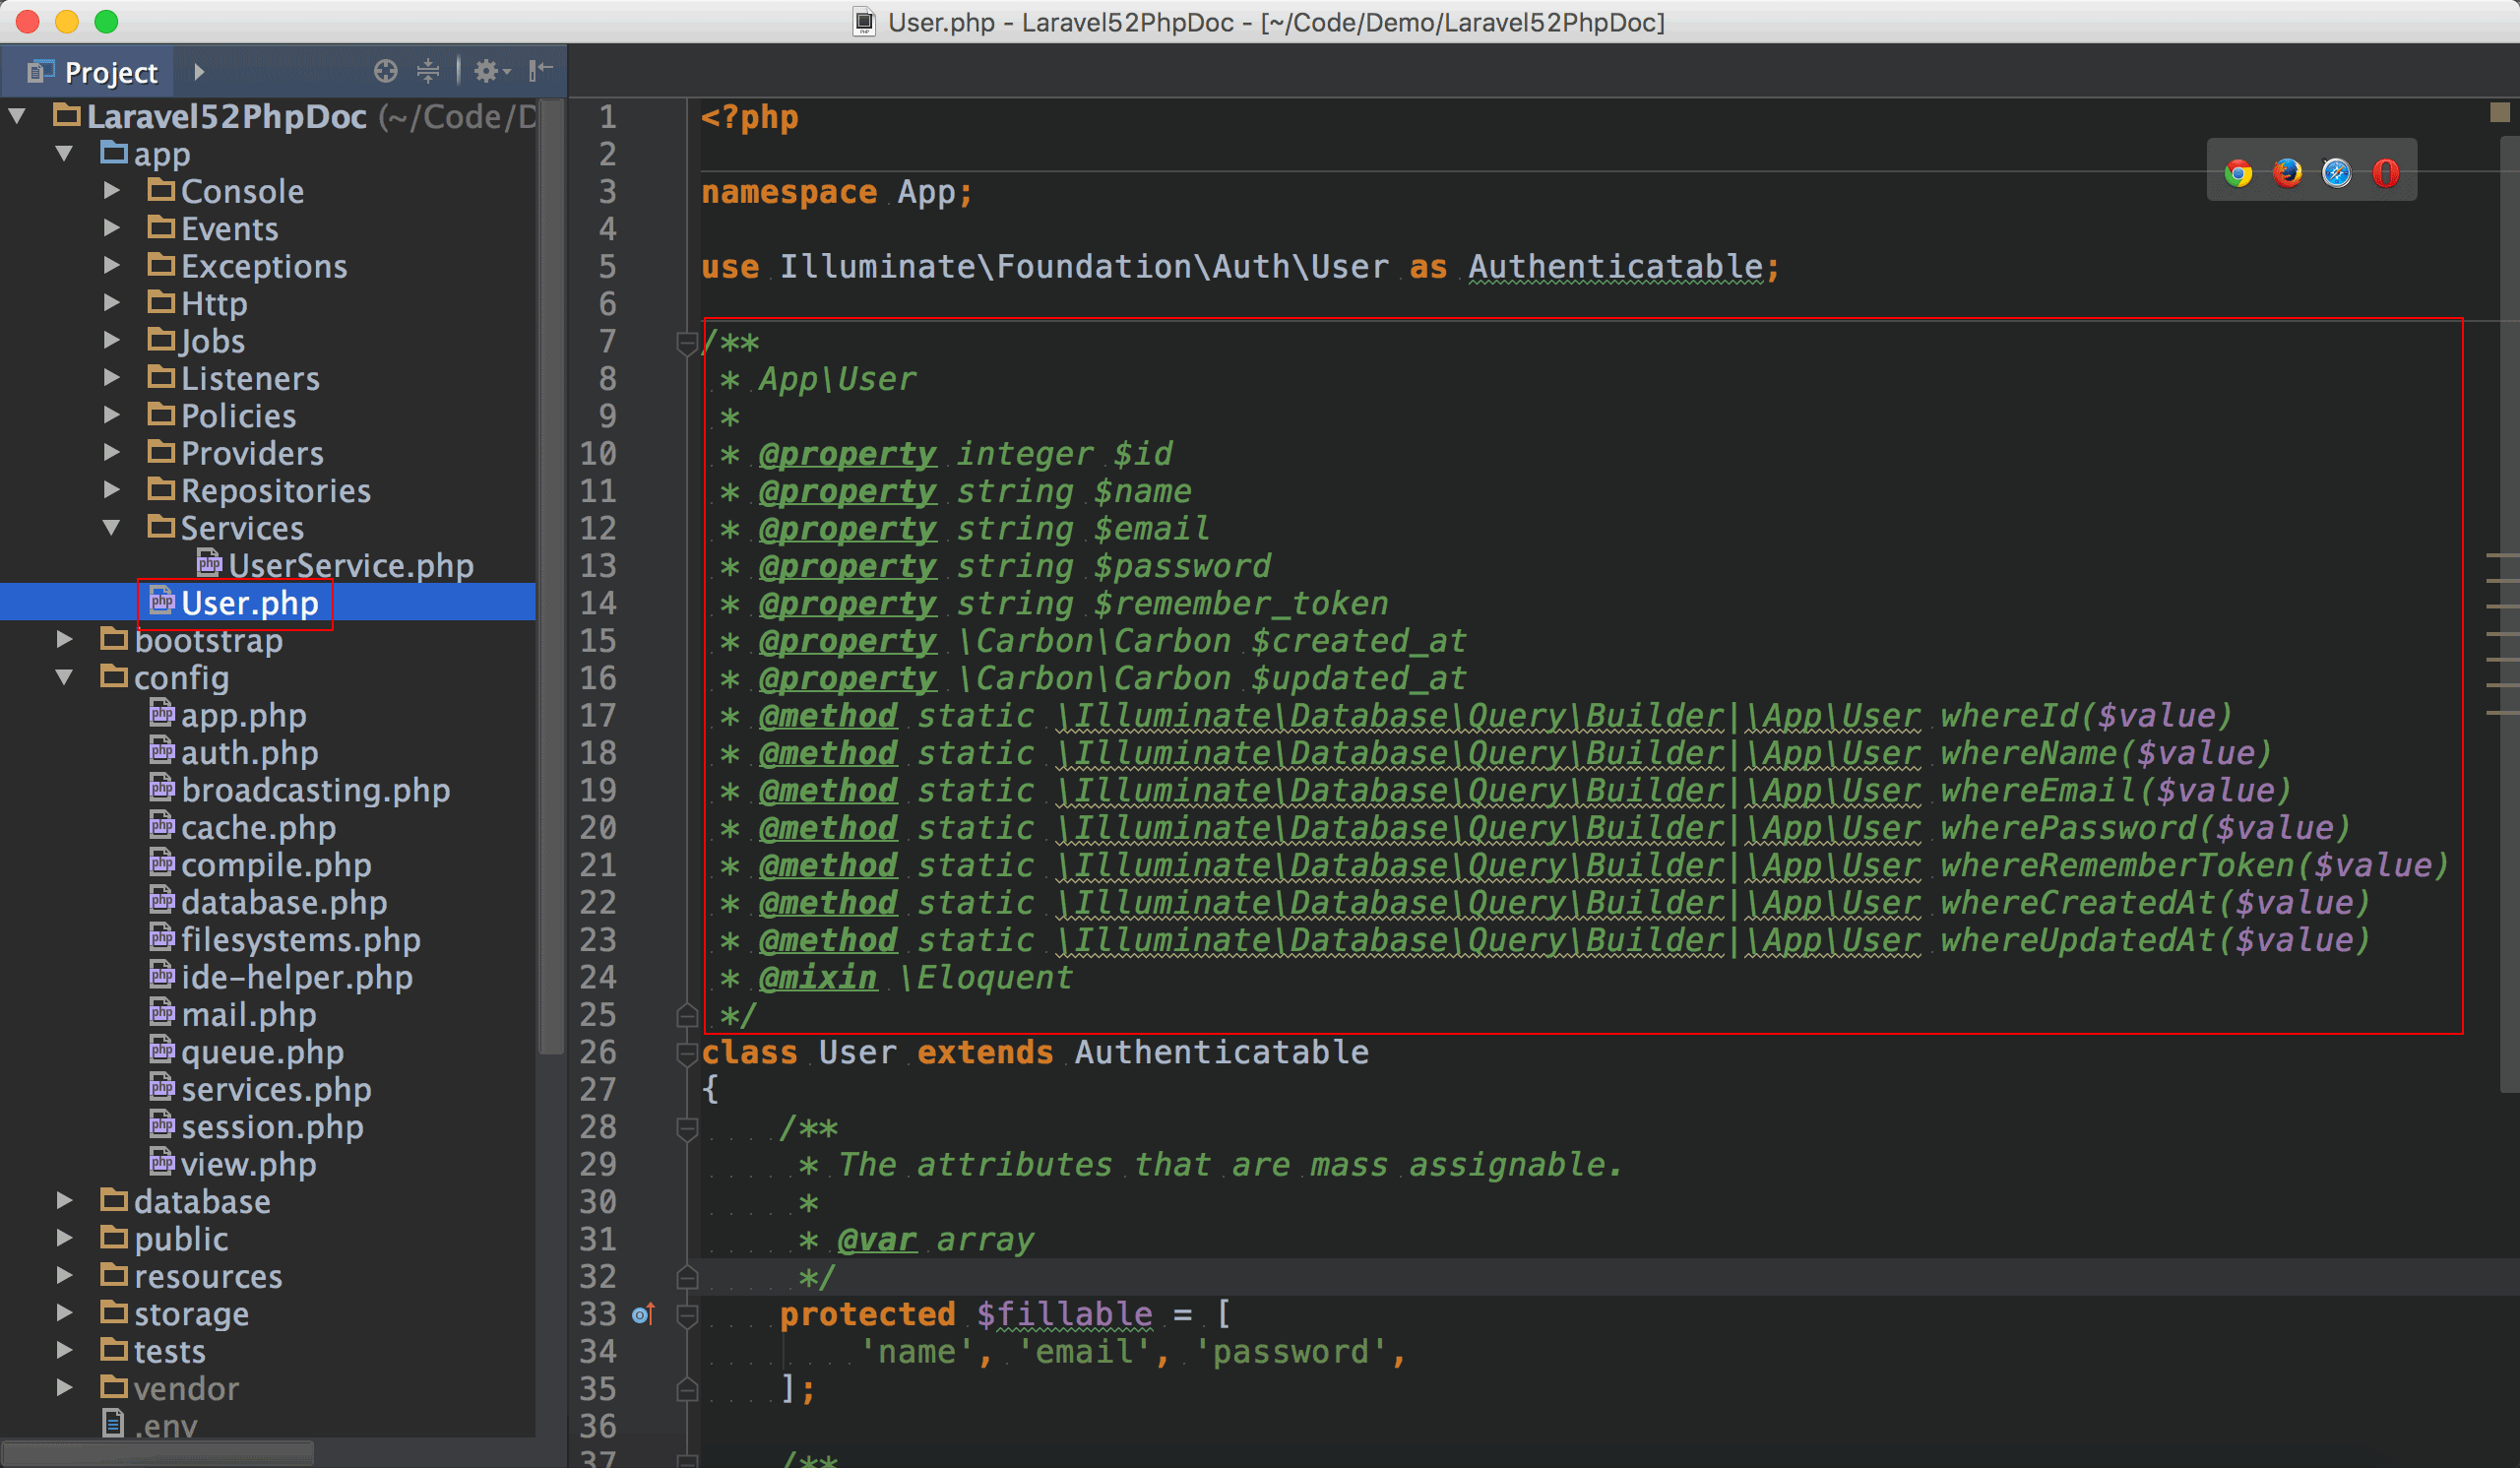 User.php - Laravel52PhpDoc - [~/Code/Demo/Laravel52PhpDoc]
Project
Laravel52PhpDoc (~/Code/D
app
Console
Events
Exceptions
Http
Jobs
Listeners
Policies
Providers
Repositories
Services
UserService.php
User.php
bootstrap
config
app.php
auth.php
broadcasting.php
cache.php
compile.php
database.php
filesystems.php
ide-helper.php
mail.php
queue.php
services.php
session.php
view.php
database
public
resources
storage
tests
vendor
.env
1 <?php
2
3 namespace App;
4
5 use Illuminate\Foundation\Auth\User as Authenticatable;
6
7 /**
8 * App\User
9 *
10 * @property integer $id
11 * @property string $name
12 * @property string $email
13 * @property string $password
14 * @property string $remember_token
15 * @property \Carbon\Carbon $created_at
16 * @property \Carbon\Carbon $updated_at
17 * @method static \Illuminate\Database\Query\Builder|\App\User whereId($value)
18 * @method static \Illuminate\Database\Query\Builder|\App\User whereName($value)
19 * @method static \Illuminate\Database\Query\Builder|\App\User whereEmail($value)
20 * @method static \Illuminate\Database\Query\Builder|\App\User wherePassword($value)
21 * @method static \Illuminate\Database\Query\Builder|\App\User whereRememberToken($value)
22 * @method static \Illuminate\Database\Query\Builder|\App\User whereCreatedAt($value)
23 * @method static \Illuminate\Database\Query\Builder|\App\User whereUpdatedAt($value)
24 * @mixin \Eloquent
25 */
26 class User extends Authenticatable
27 {
28 /**
29 * The attributes that are mass assignable.
30 *
31 * @var array
32 */
33 protected $fillable = [
34 'name', 'email', 'password',
35 ];
36
37 /**